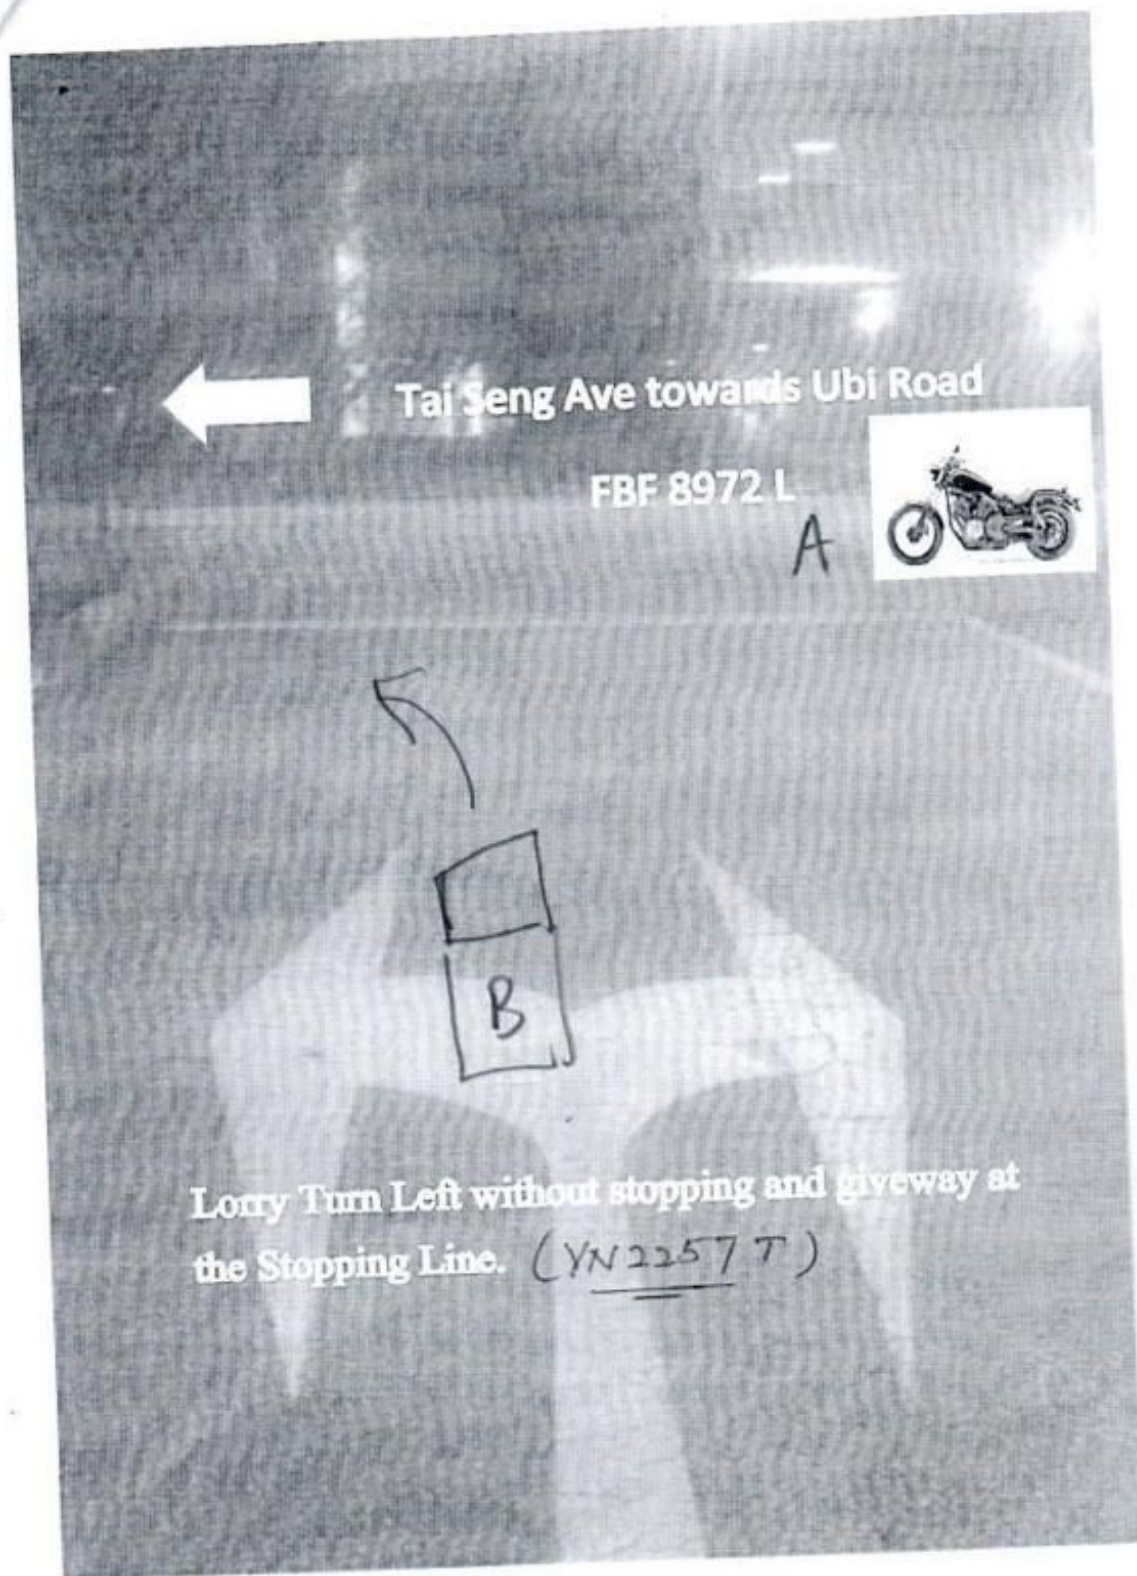 Tai Seng Ave towards Ubi Road
FBF 8972 L
A
B
Lorry Turn Left without stopping and giveway at
the Stopping Line. (YN2257T)